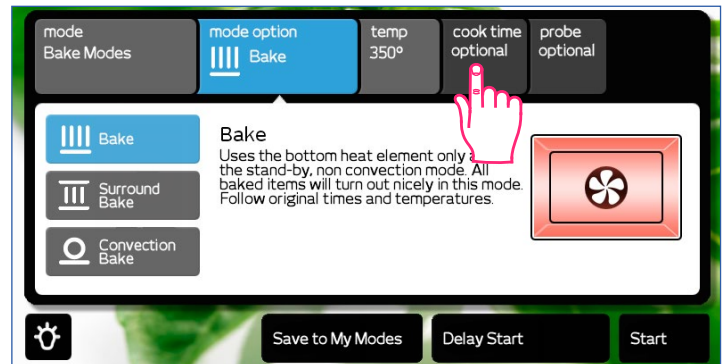 mode
Bake Modes
mode option
Bake
temp
350°
cook time
optional
probe
optional
Bake
Surround
Bake
Convection
Bake
Bake
Uses the bottom heat element only
the stand-by, non convection mode. All
baked items will turn out nicely in this mode.
Follow original times and temperatures.
Save to My Modes
Delay Start
Start